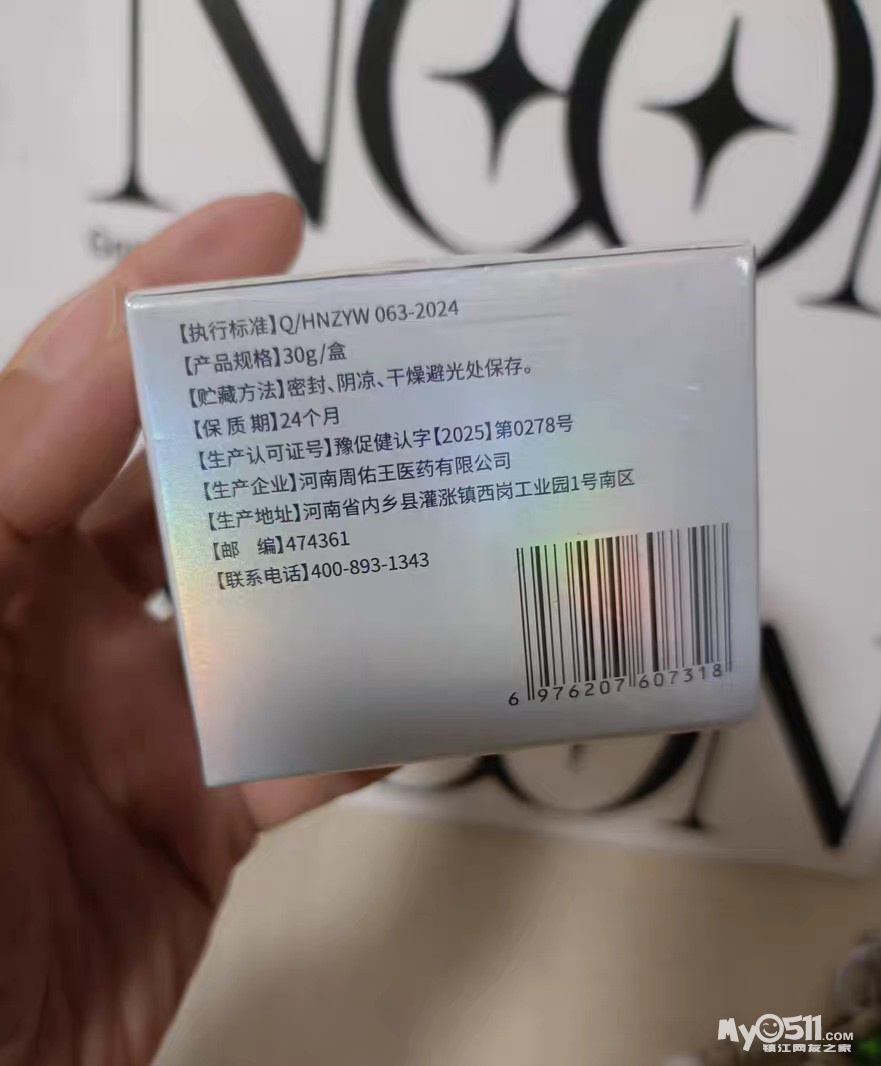 【执行标准】Q/HNZYW 063-2024
【产品规格】30g/盒
【贮藏方法】密封、阴凉、干燥避光处保存。
【保 质 期】24个月
【生产认可证号】豫促健认字【2025】第0278号
【生产企业】河南周佑王医药有限公司
【生产地址】河南省内乡县灌涨镇西岗工业园1号南区
【邮 编】474361
【联系电话】400-893-1343
6 976207 607318
My0511.COM
镇江网友之家